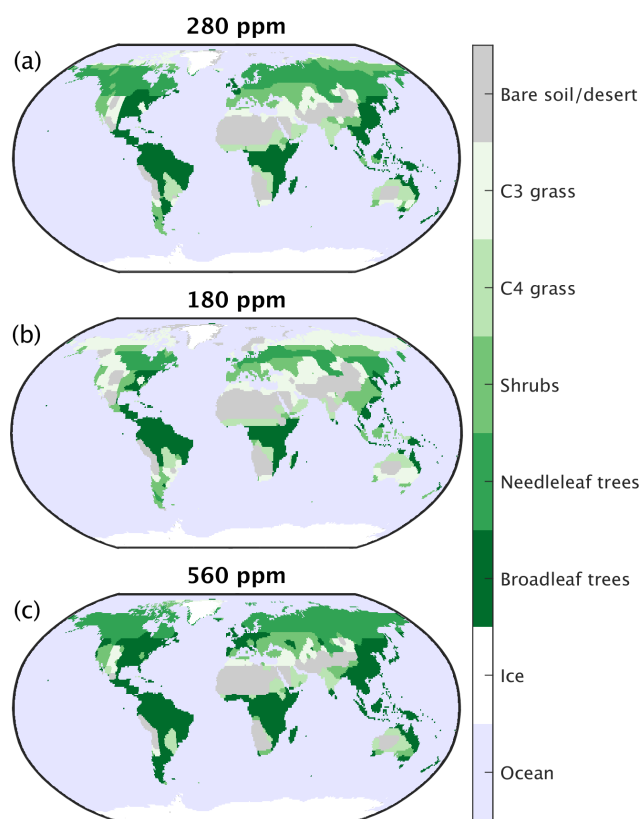 280 ppm
(a)
180 ppm
(b)
560 ppm
(c)
Bare soil/desert
C3 grass
C4 grass
Shrubs
Needleleaf trees
Broadleaf trees
Ice
Ocean